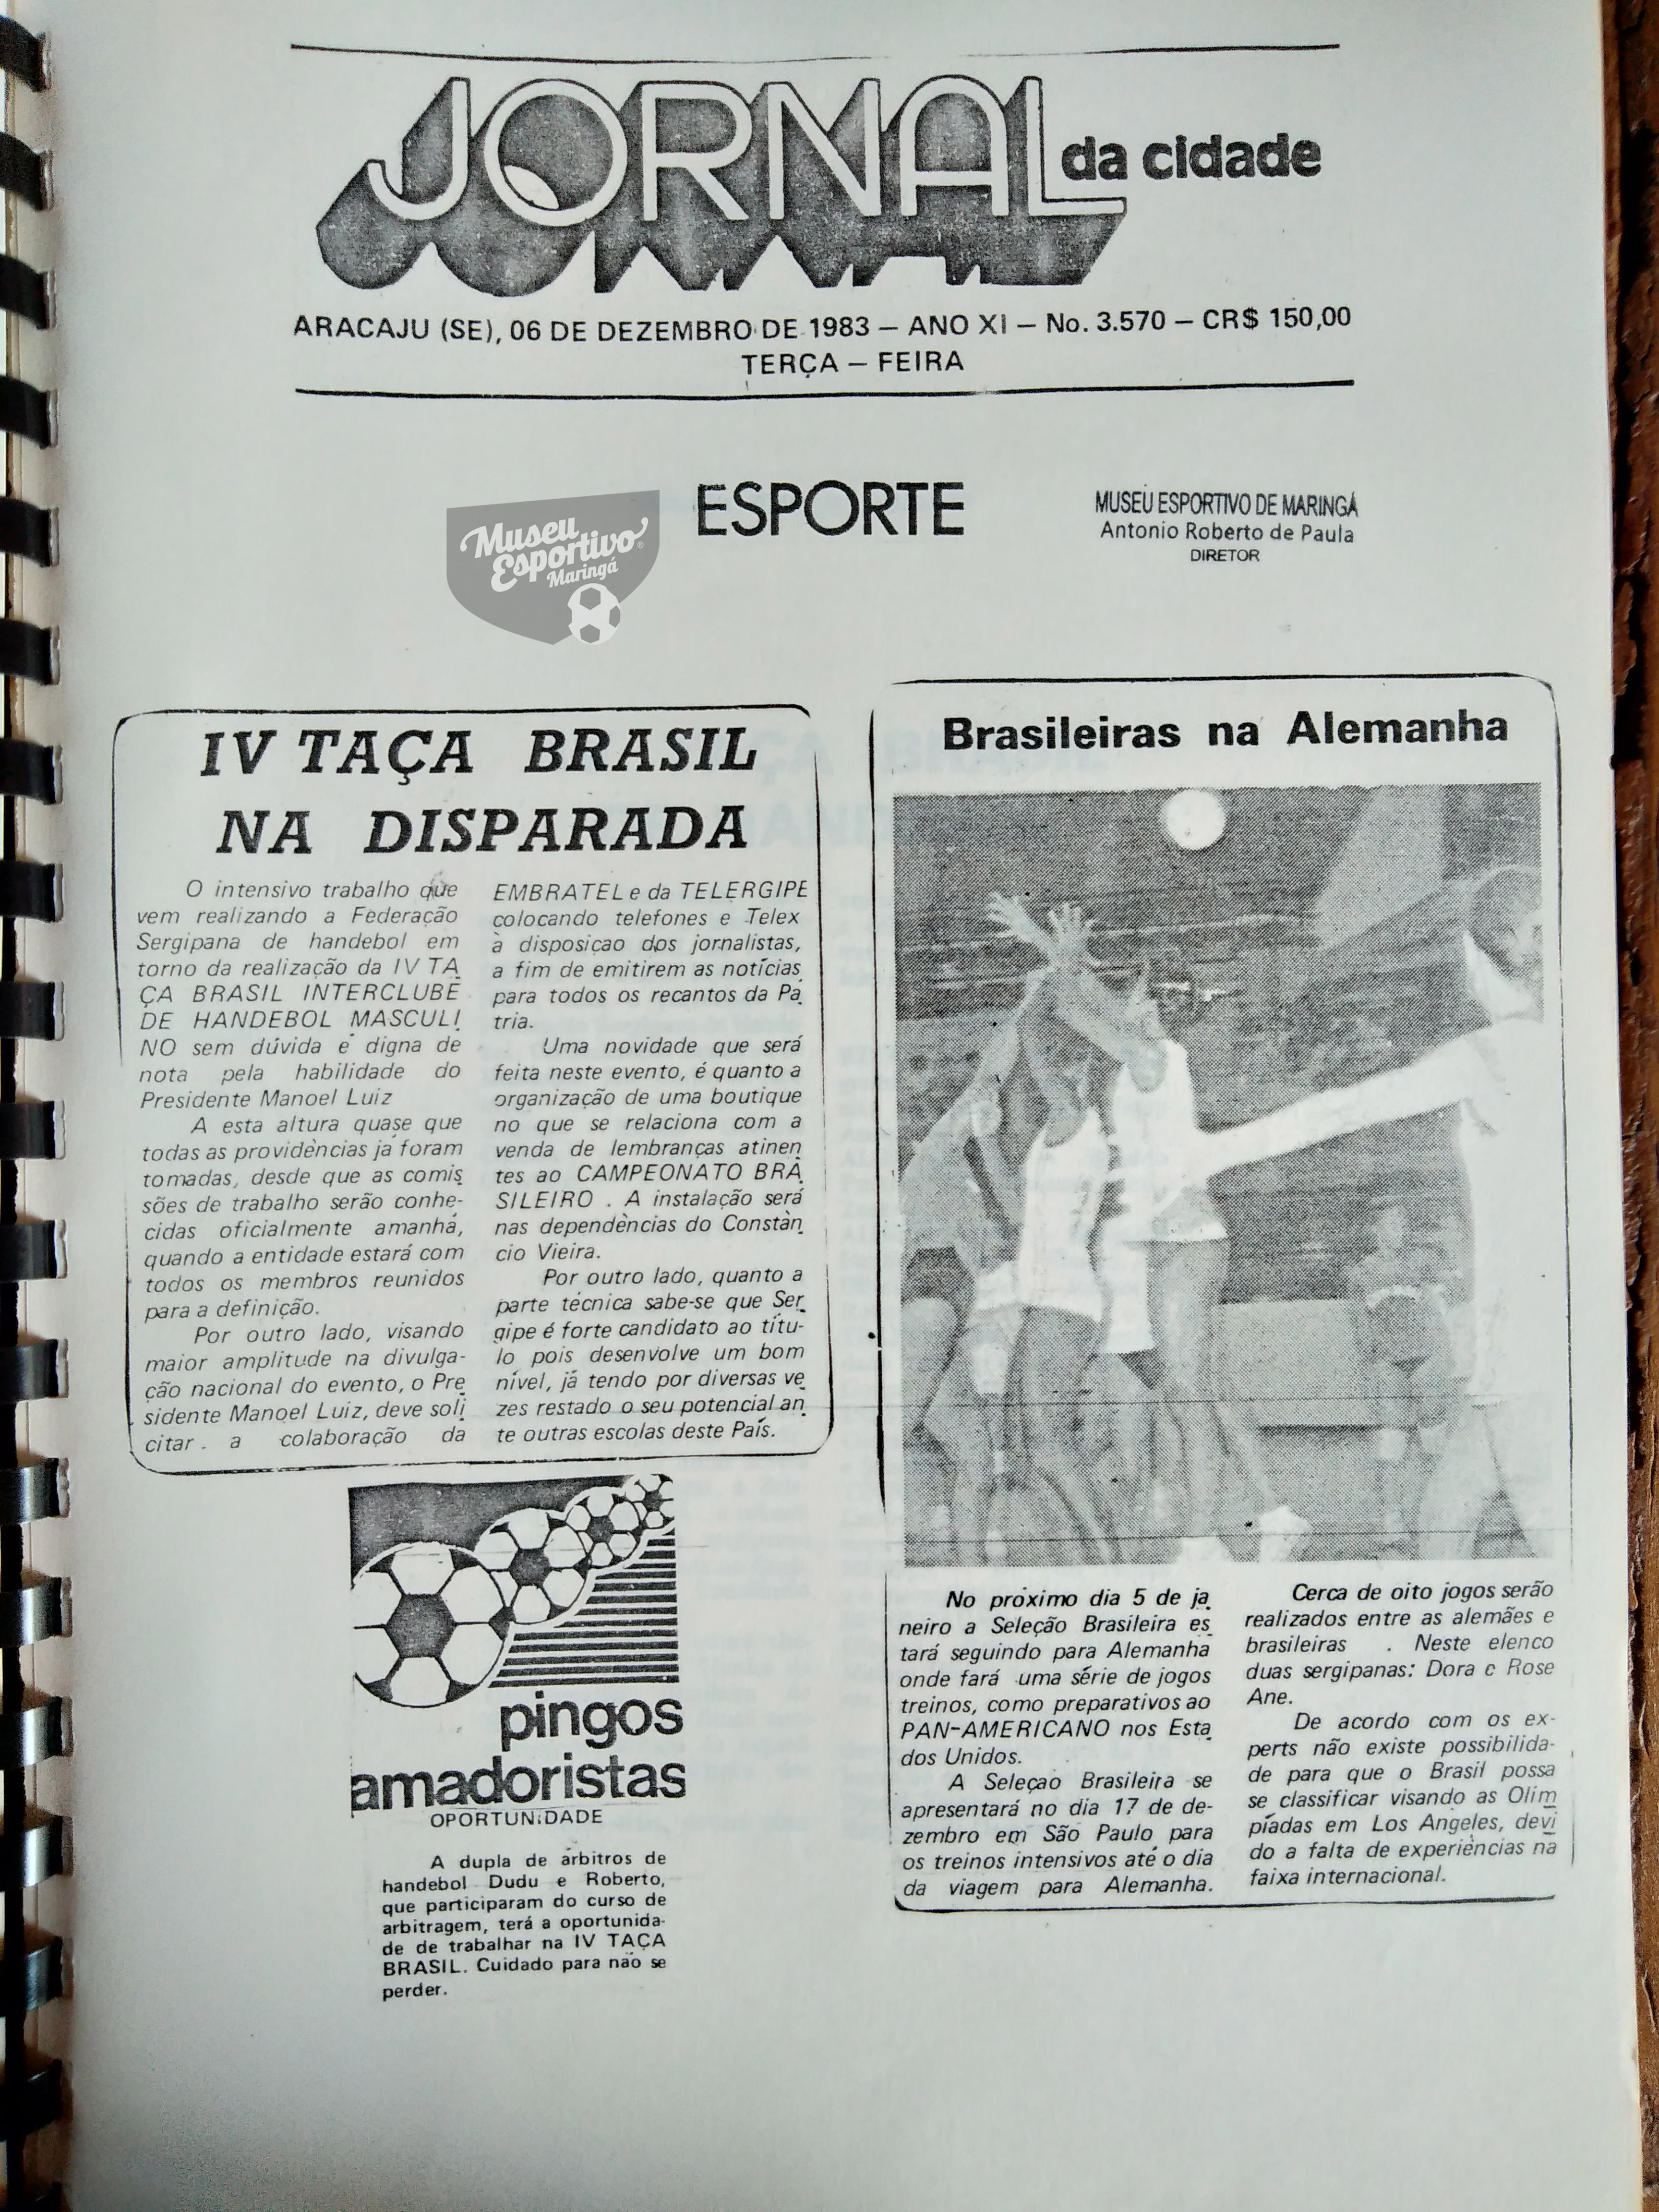 JORNAL da cidade
ARACAJU (SE), 06 DE DEZEMBRO DE 1983 — ANO XI — No. 3.570 — CR$ 150,00
TERÇA — FEIRA
Museu
Esportivo
Maringá
ESPORTE
MUSEU ESPORTIVO DE MARINGÁ
Antonio Roberto de Paula
DIRETOR
IV TAÇA BRASIL
NA DISPARADA
O intensivo trabalho que
vem realizando a Federação
Sergipana de handebol em
torno da realização da IV TA
ÇA BRASIL INTERCLUBE
DE HANDEBOL MASCULI
NO sem dúvida e digna de
nota pela habilidade do
Presidente Manoel Luiz
A esta altura quase que
todas as providências já foram
tomadas, desde que as comis
sões de trabalho serão conhe-
cidas oficialmente amanhá,
quando a entidade estará com
todos os membros reunidos
para a definição.
Por outro lado, visando
maior amplitude na divulga-
ção nacional do evento, o Pre
sidente Manoel Luiz, deve soli
citar. a colaboração da
EMBRATEL e da TELERGIPE
colocando telefones e Telex
à disposiçao dos jornalistas,
a fim de emitirem as notícias
para todos os recantos da Pa
tria.
Uma novidade que será
feita neste evento, é quanto a
organização de uma boutique
no que se relaciona com a
venda de lembranças atinen
tes ao CAMPEONATO BRA
SILEIRO . A instalação será
nas dependències do Constàn
cio Vieira.
Por outro lado, quanto a
parte técnica sabe-se que Ser
gipe é forte candidato ao títu-
lo pois desenvolve um bom
nível, já tendo por diversas ve
zes restado o seu potencial an
te outras escolas deste País.
pingos
amadoristas
OPORTUNIDADE
A dupla de árbitros de
handebol Dudu e Roberto,
que participaram do curso de
arbitragem, terá a oportunida-
de de trabalhar na IV TAÇA
BRASIL. Cuidado para não se
perder.
Brasileiras na Alemanha
No próximo dia 5 de ja
neiro a Seleção Brasileira es
tará seguindo para Alemanha
onde fará uma série de jogos
treinos, como preparativos ao
PAN-AMERICANO nos Esta
dos Unidos.
A Seleçao Brasileira se
apresentará no dia 17 de de-
zembro em São Paulo para
os treinos intensivos até o dia
da viagem para Alemanha.
Cerca de oito jogos serão
realizados entre as alemães e
brasileiras . Neste elenco
duas sergipanas: Dora c Rose
Ane.
De acordo com os ex-
perts não existe possibilida-
de para que o Brasil possa
se classificar visando as Olim
píadas em Los Angeles, devi
do a falta de experiències na
faixa internacional.